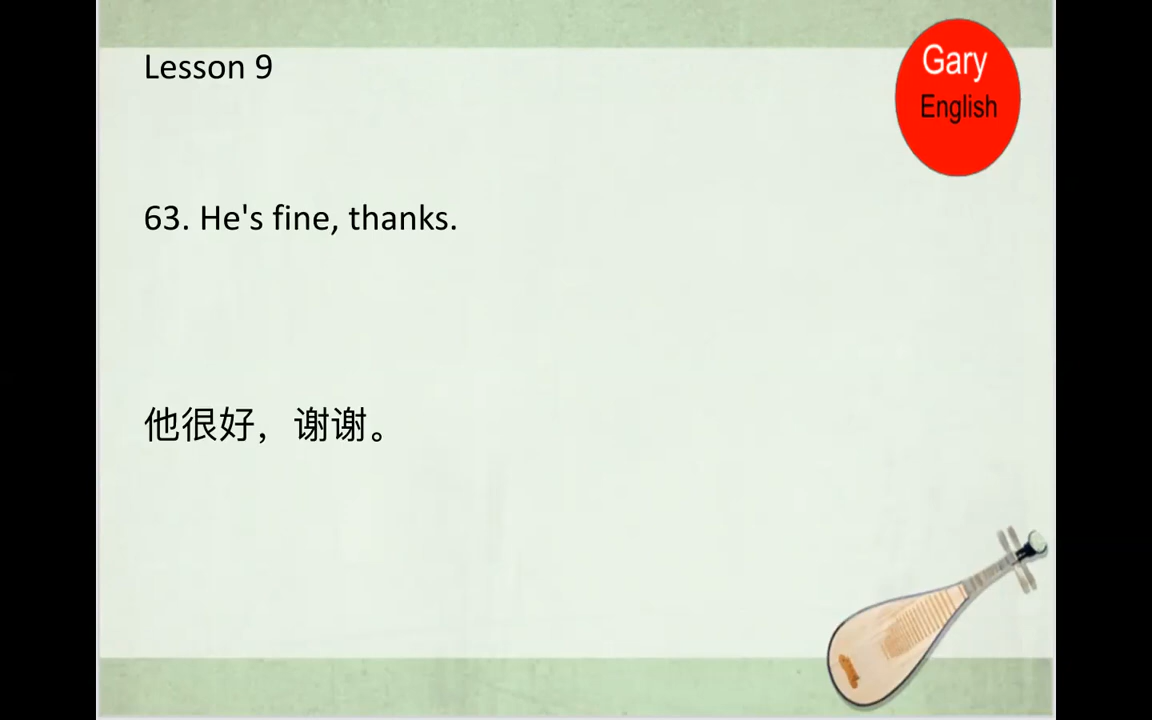 Lesson 9
Gary
English
63. He's fine, thanks.
他很好，谢谢。